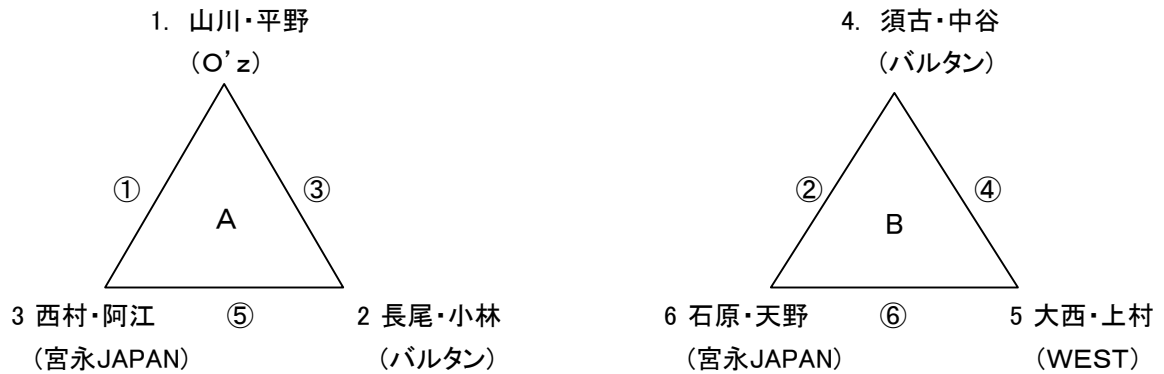 1. 山川・平野
(O'z)
①
③
A
3 西村・阿江
(宮永JAPAN)
⑤
2 長尾・小林
(バルタン)
4. 須古・中谷
(バルタン)
②
④
B
6 石原・天野
(宮永JAPAN)
⑥
5 大西・上村
(WEST)